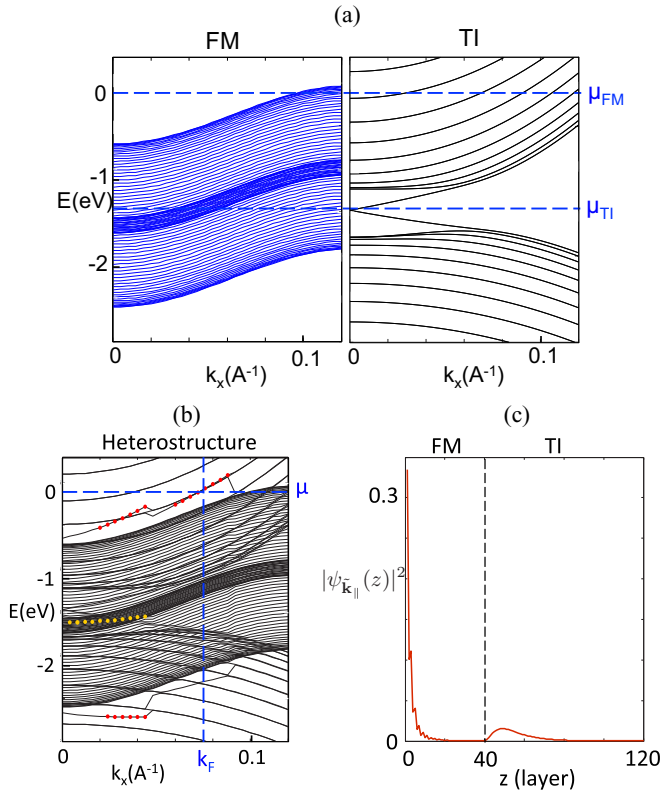 (a)
FM TI
0
-1
-2
E(eV)
μFM
μTI
0 0.1 0 0.1
kx(A-1) kx(A-1)
(b) (c)
Heterostructure FM TI
0
-1
-2
E(eV)
μ
0 kF 0.1
kx(A-1)
0.3
|ψk̃∥(z)|2
0
0 40 80 120
z (layer)